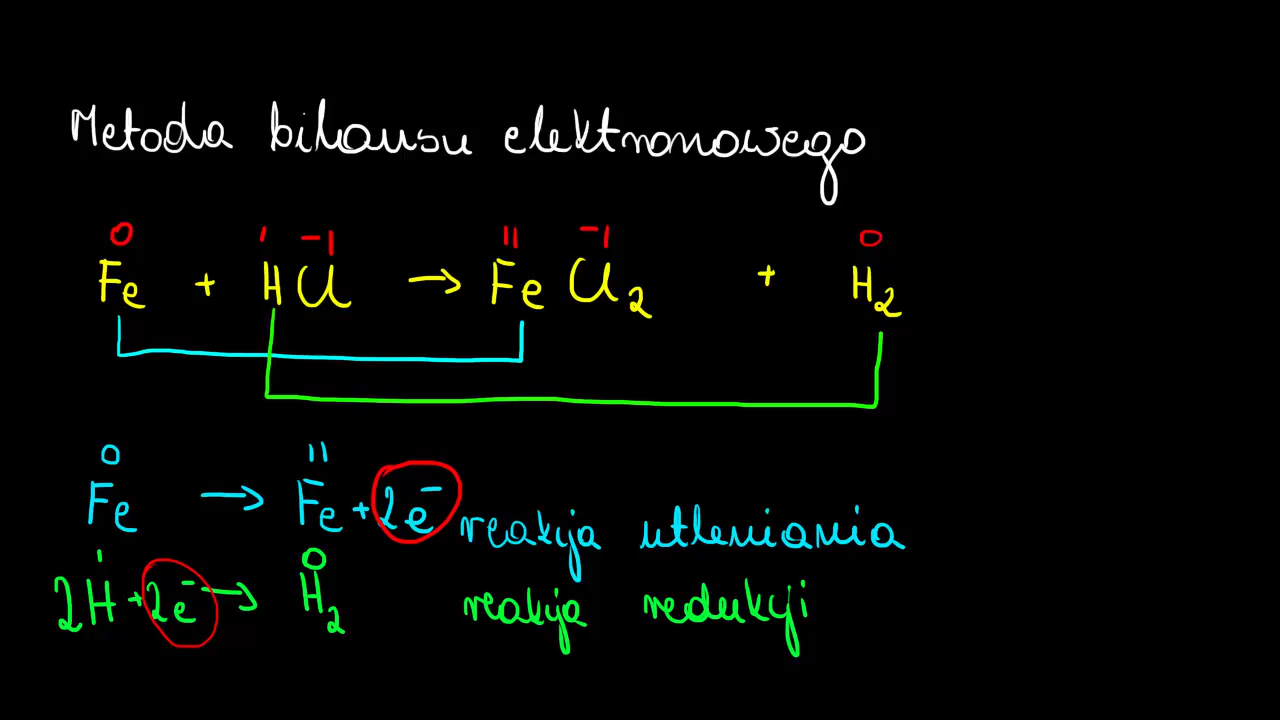 Metoda bilansu elektronowego
0 I -I II -I 0
Fe + HCl → FeCl₂ + H₂
0 II
Fe → Fe + 2e⁻ reakcja utleniania
I 0
2H + 2e⁻ → H₂ reakcja redukcji